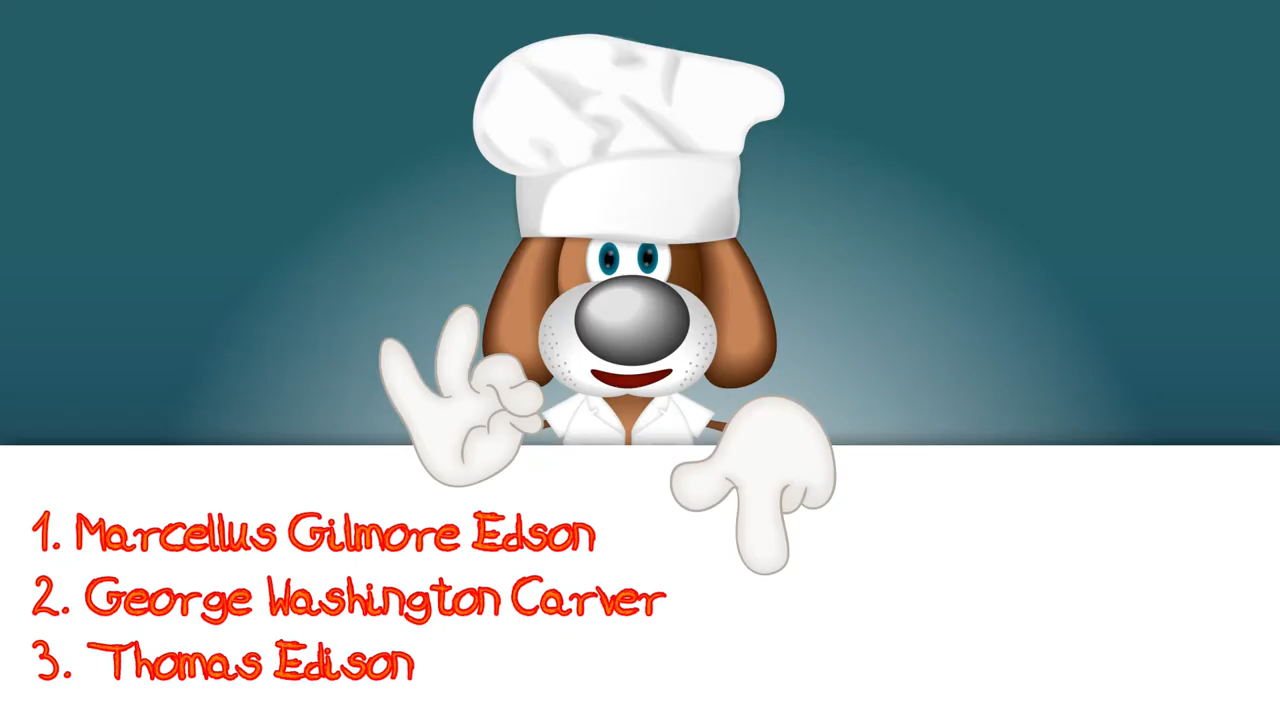 1. Marcellus Gilmore Edson
2. George Washington Carver
3. Thomas Edison